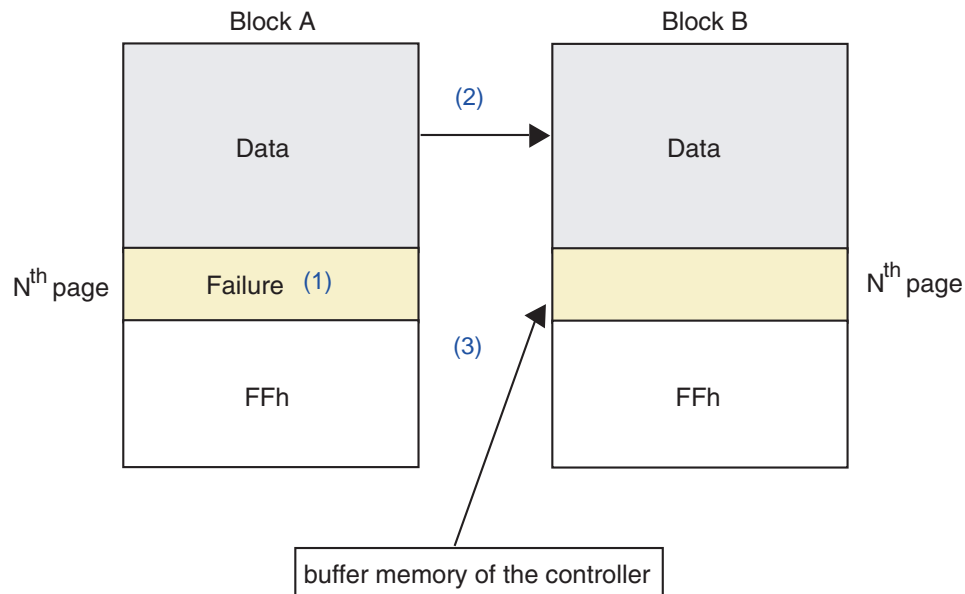 Block A
Block B
(2)
Data
Data
Nth page
Failure (1)
Nth page
(3)
FFh
FFh
buffer memory of the controller